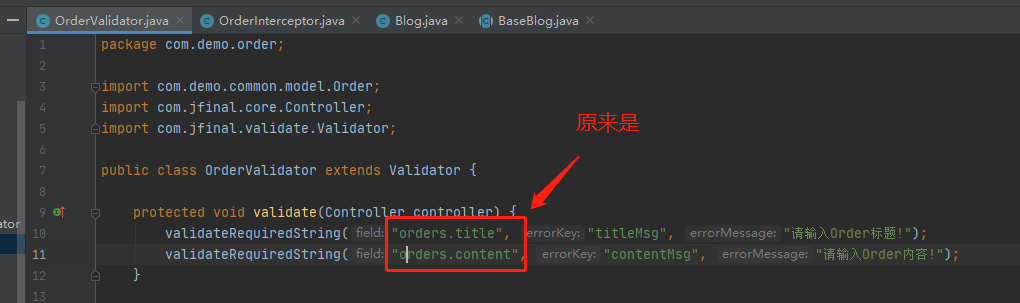 OrderValidator.java × OrderInterceptor.java × Blog.java × BaseBlog.java ×
1 package com.demo.order;
2
3 import com.demo.common.model.Order;
4 import com.jfinal.core.Controller;
5 import com.jfinal.validate.Validator;
6
原来是
7 public class OrderValidator extends Validator {
8
9 protected void validate(Controller controller) {
10 validateRequiredString( field: "orders.title", errorKey: "titleMsg", errorMessage: "请输入Order标题!");
ator
11 validateRequiredString( field: "orders.content", errorKey: "contentMsg", errorMessage: "请输入Order内容!");
12 }
13